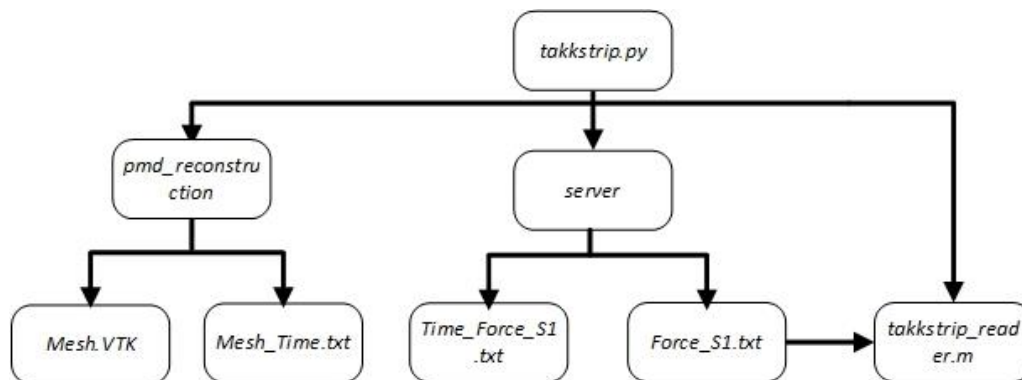 takkstrip.py
pmd_reconstru
ction
server
Mesh.VTK
Mesh_Time.txt
Time_Force_S1
.txt
Force_S1.txt
takkstrip_read
er.m